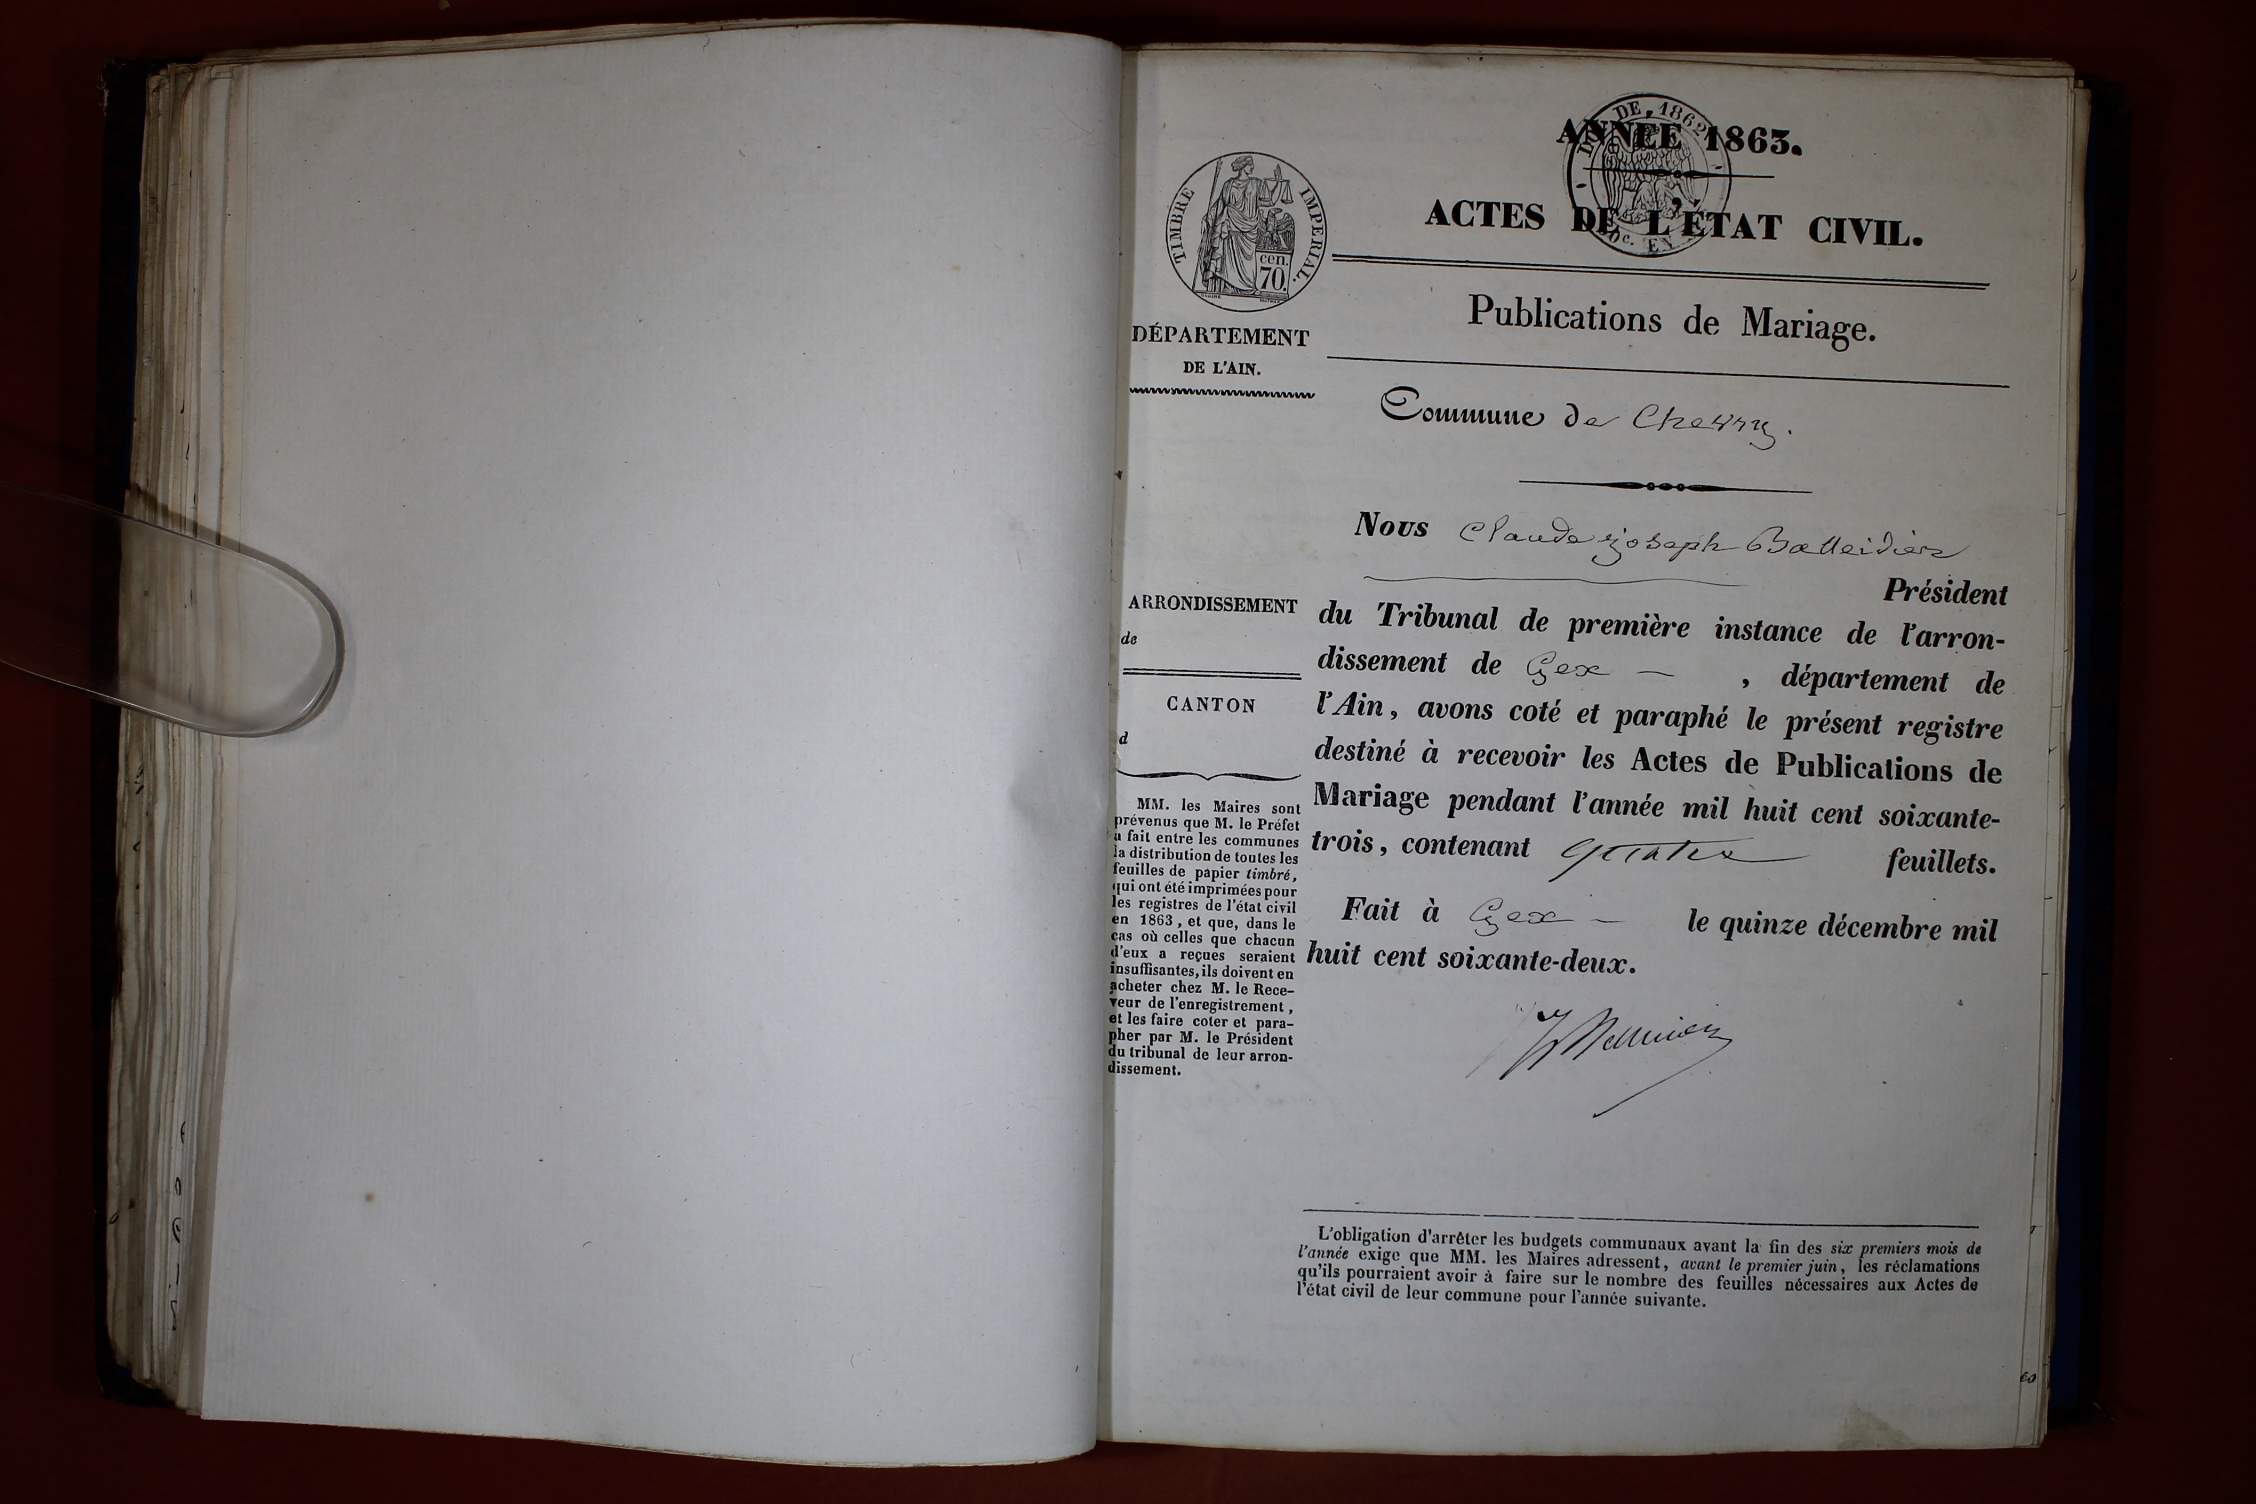 ANNÉE 1863.
DE 1862
TIMBRE IMPERIAL.
cen.
70.
ACTES DE L'ÉTAT CIVIL.
Publications de Mariage.
DÉPARTEMENT
DE L'AIN.
Commune de Chevry.
Nous Claude joseph Balleidier
Président
du Tribunal de première instance de l'arron-
dissement de Gex — , département de
l'Ain, avons coté et paraphé le présent registre
destiné à recevoir les Actes de Publications de
Mariage pendant l'année mil huit cent soixante-
trois, contenant quatre feuillets.
Fait à Gex — le quinze décembre mil
huit cent soixante-deux.
ARRONDISSEMENT
de
CANTON
d
MM. les Maires sont
prévenus que M. le Préfet
a fait entre les communes
la distribution de toutes les
feuilles de papier timbré,
qui ont été imprimées pour
les registres de l'état civil
en 1863, et que, dans le
cas où celles que chacun
d'eux a reçues seraient
insuffisantes, ils doivent en
acheter chez M. le Rece-
veur de l'enregistrement,
et les faire coter et para-
pher par M. le Président
du tribunal de leur arron-
dissement.
L'obligation d'arrêter les budgets communaux avant la fin des six premiers mois de
l'année exige que MM. les Maires adressent, avant le premier juin, les réclamations
qu'ils pourraient avoir à faire sur le nombre des feuilles nécessaires aux Actes de
l'état civil de leur commune pour l'année suivante.